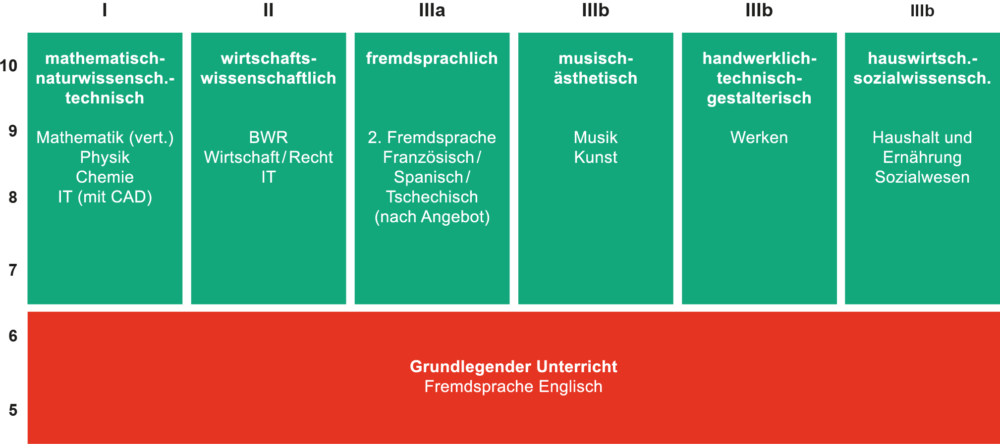 I
II
IIIa
IIIb
IIIb
IIIb
10
9
8
7
6
5
mathematisch-
naturwissensch.-
technisch
Mathematik (vert.)
Physik
Chemie
IT (mit CAD)
wirtschafts-
wissenschaftlich
BWR
Wirtschaft/Recht
IT
fremdsprachlich
2. Fremdsprache
Französisch/
Spanisch/
Tschechisch
(nach Angebot)
musisch-
ästhetisch
Musik
Kunst
handwerklich-
technisch-
gestalterisch
Werken
hauswirtsch.-
sozialwissensch.
Haushalt und
Ernährung
Sozialwesen
Grundlegender Unterricht
Fremdsprache Englisch